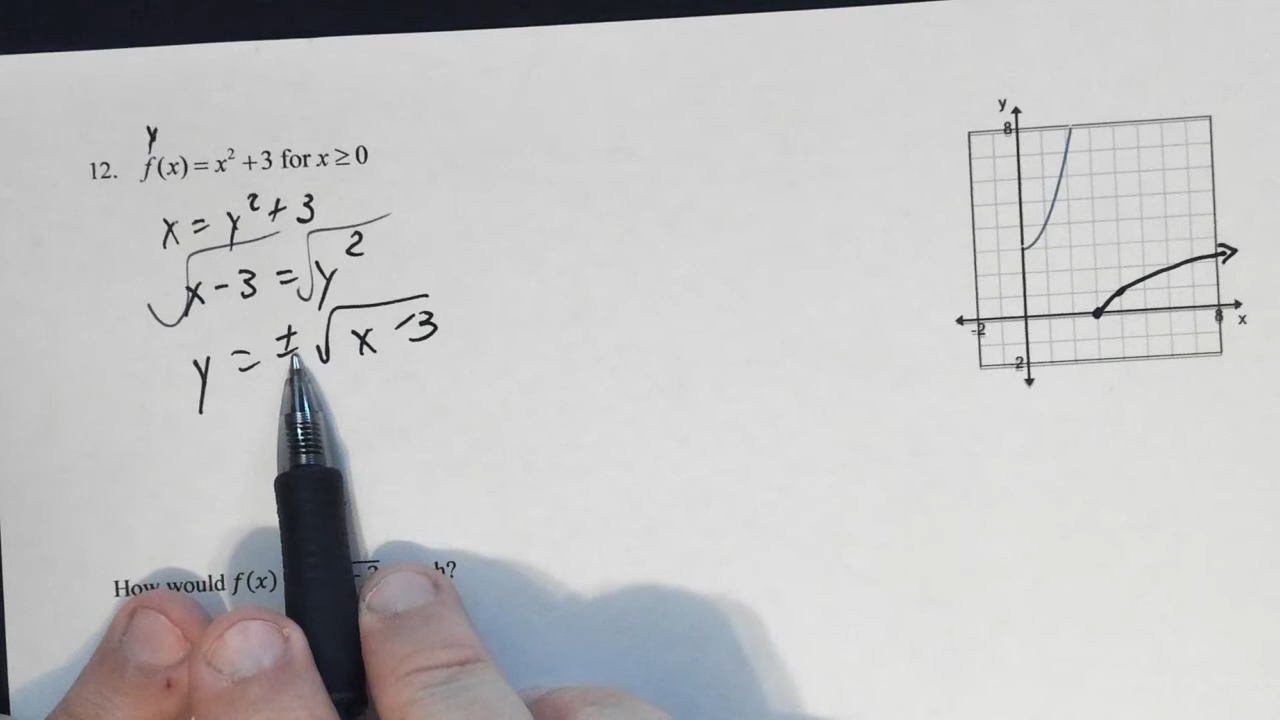 y
12. f(x) = x² + 3 for x ≥ 0
x = y² + 3
√x - 3 = √y²
y = ± √x - 3
How would f(x)
h?
y
8
-2
8
x
2